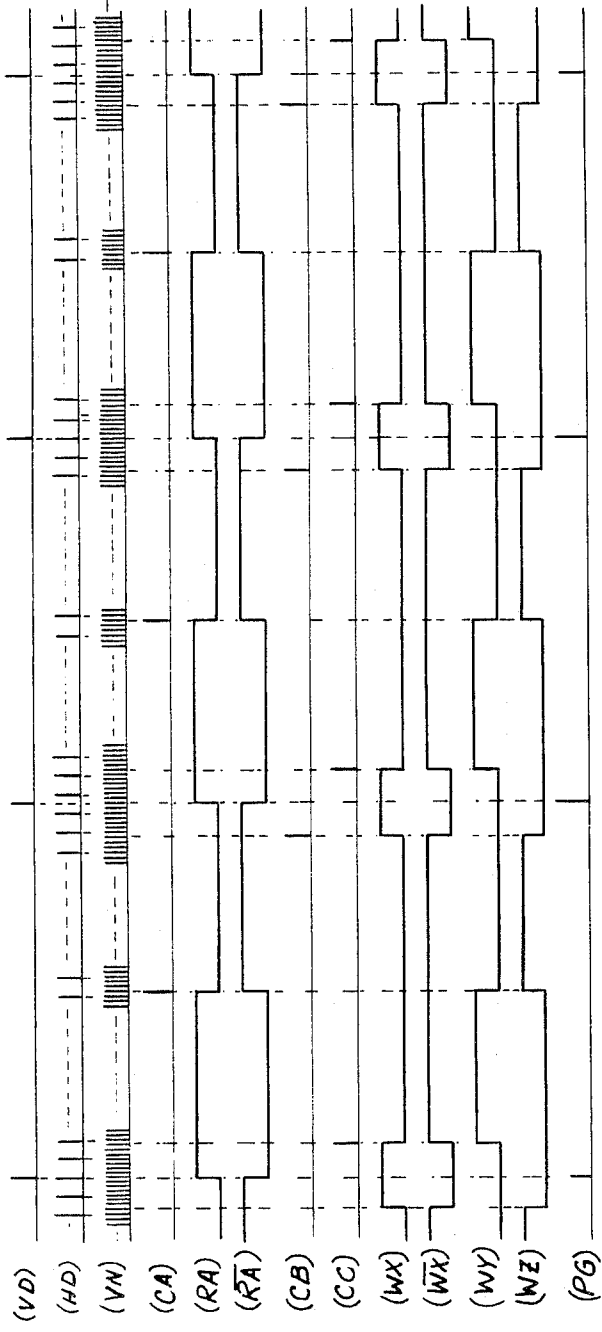 (VD)
(HD)
(VN)
(CA)
(RA)
(R̅A̅)
(CB)
(CC)
(WX)
(W̅X̅)
(WY)
(WZ)
(PG)